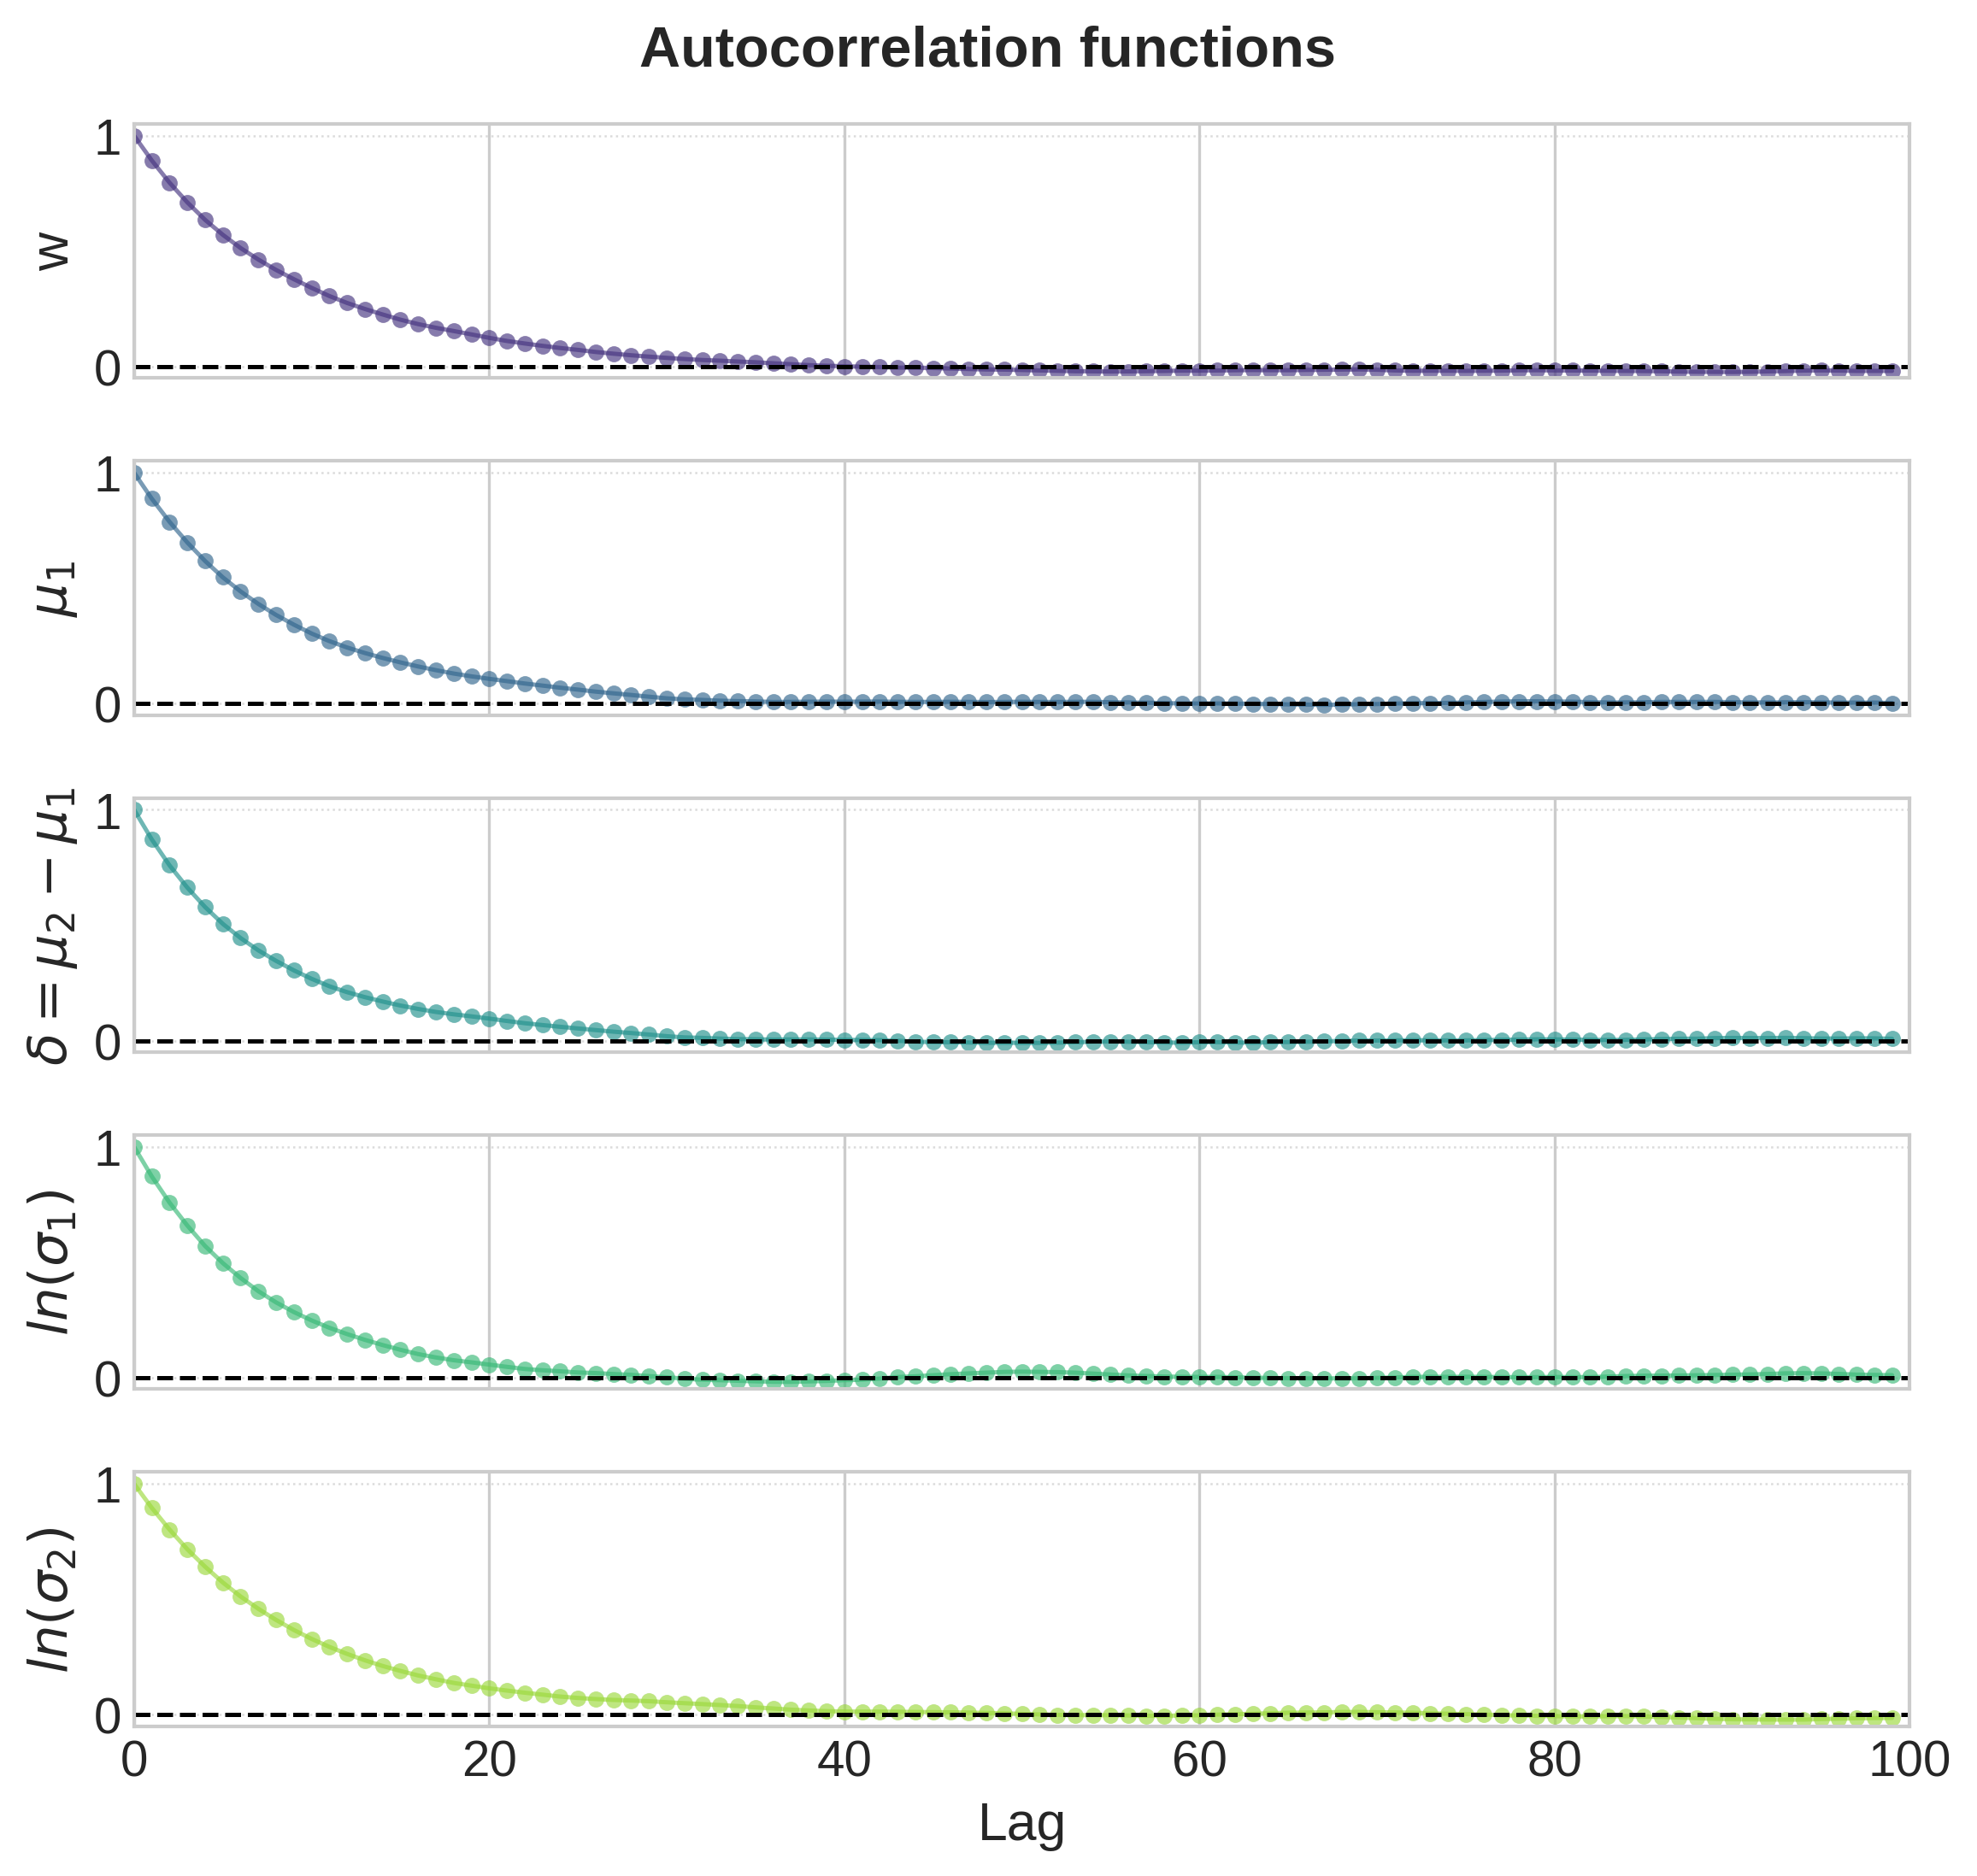 Autocorrelation functions
1
w
0
1
μ₁
0
1
δ = μ₂ − μ₁
0
1
ln(σ₁)
0
1
ln(σ₂)
0
0 20 40 60 80 100
Lag